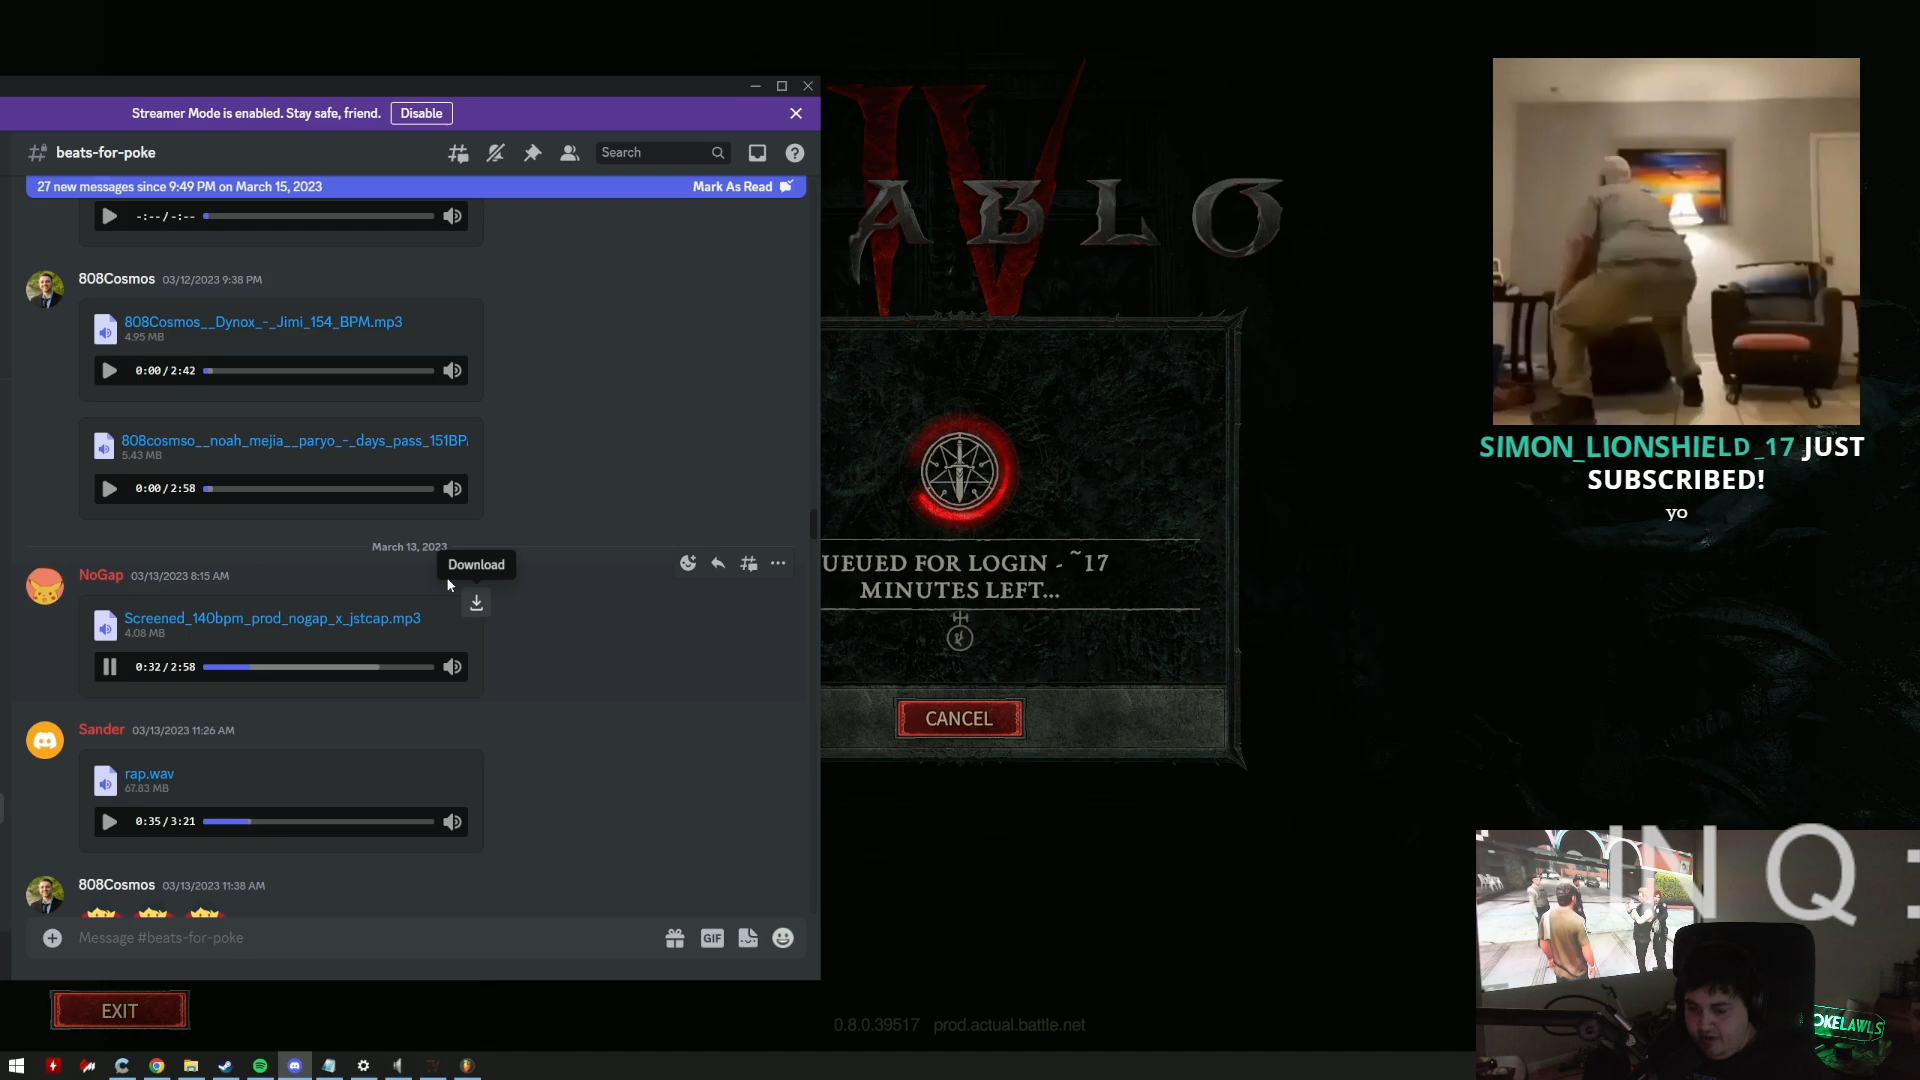 Streamer Mode is enabled. Stay safe, friend.
Disable
beats-for-poke
Search
27 new messages since 9:49 PM on March 15, 2023
Mark As Read
-:-- / -:--
808Cosmos 03/12/2023 9:38 PM
808Cosmos__Dynox_-_Jimi_154_BPM.mp3
4.95 MB
0:00 / 2:42
808cosmso__noah_mejia__paryo_-_days_pass_151BP
5.43 MB
0:00 / 2:58
March 13, 2023
Download
NoGap 03/13/2023 8:15 AM
Screened_140bpm_prod_nogap_x_jstcap.mp3
4.08 MB
0:32 / 2:58
Sander 03/13/2023 11:26 AM
rap.wav
67.83 MB
0:35 / 3:21
808Cosmos 03/13/2023 11:38 AM
Message #beats-for-poke
GIF
EXIT
IV
ABLO
UEUED FOR LOGIN - ~17
MINUTES LEFT...
CANCEL
0.8.0.39517 prod.actual.battle.net
SIMON_LIONSHIELD_17 JUST
SUBSCRIBED!
yo
IN Q:
OKELAWLS